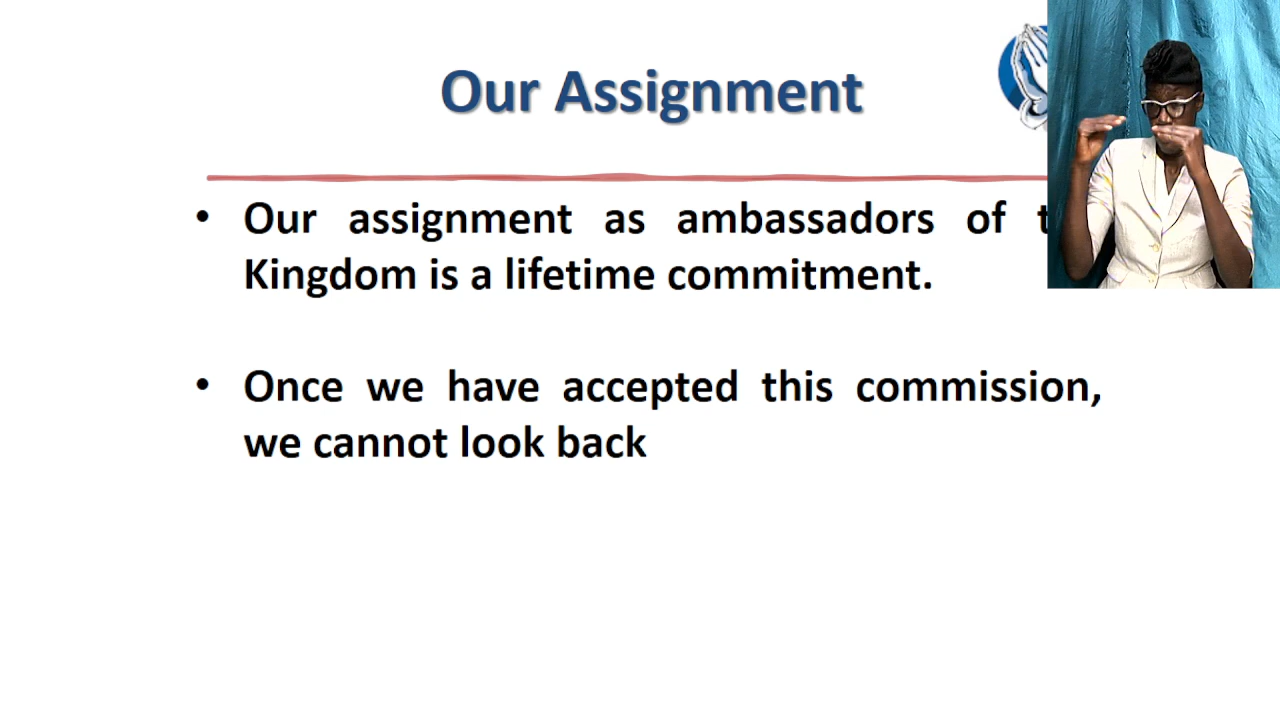 Our Assignment
• Our assignment as ambassadors of
Kingdom is a lifetime commitment.
• Once we have accepted this commission,
we cannot look back